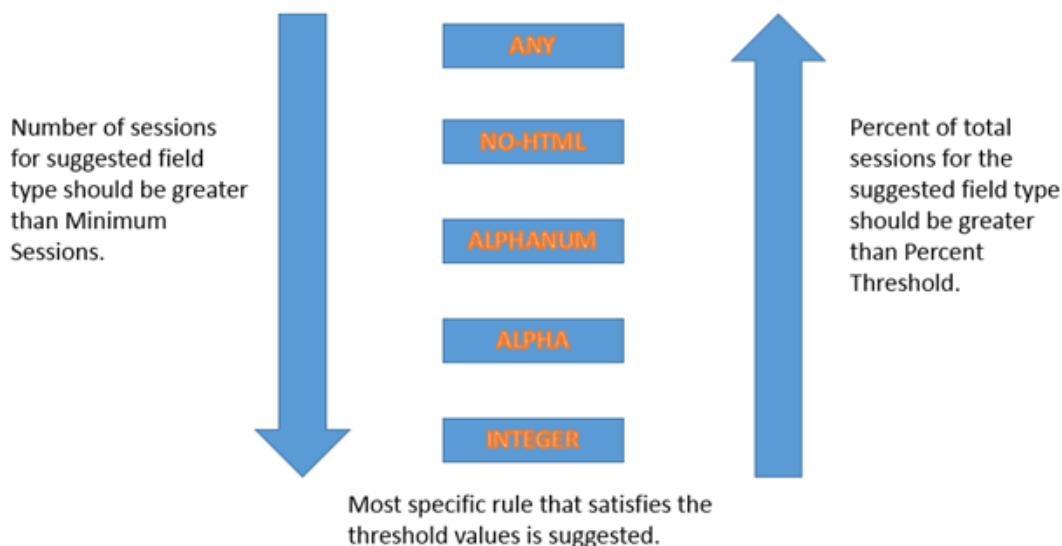 ANY
Number of sessions
for suggested field
type should be greater
than Minimum
Sessions.
NO-HTML
ALPHANUM
ALPHA
INTEGER
Percent of total
sessions for the
suggested field type
should be greater
than Percent
Threshold.
Most specific rule that satisfies the
threshold values is suggested.